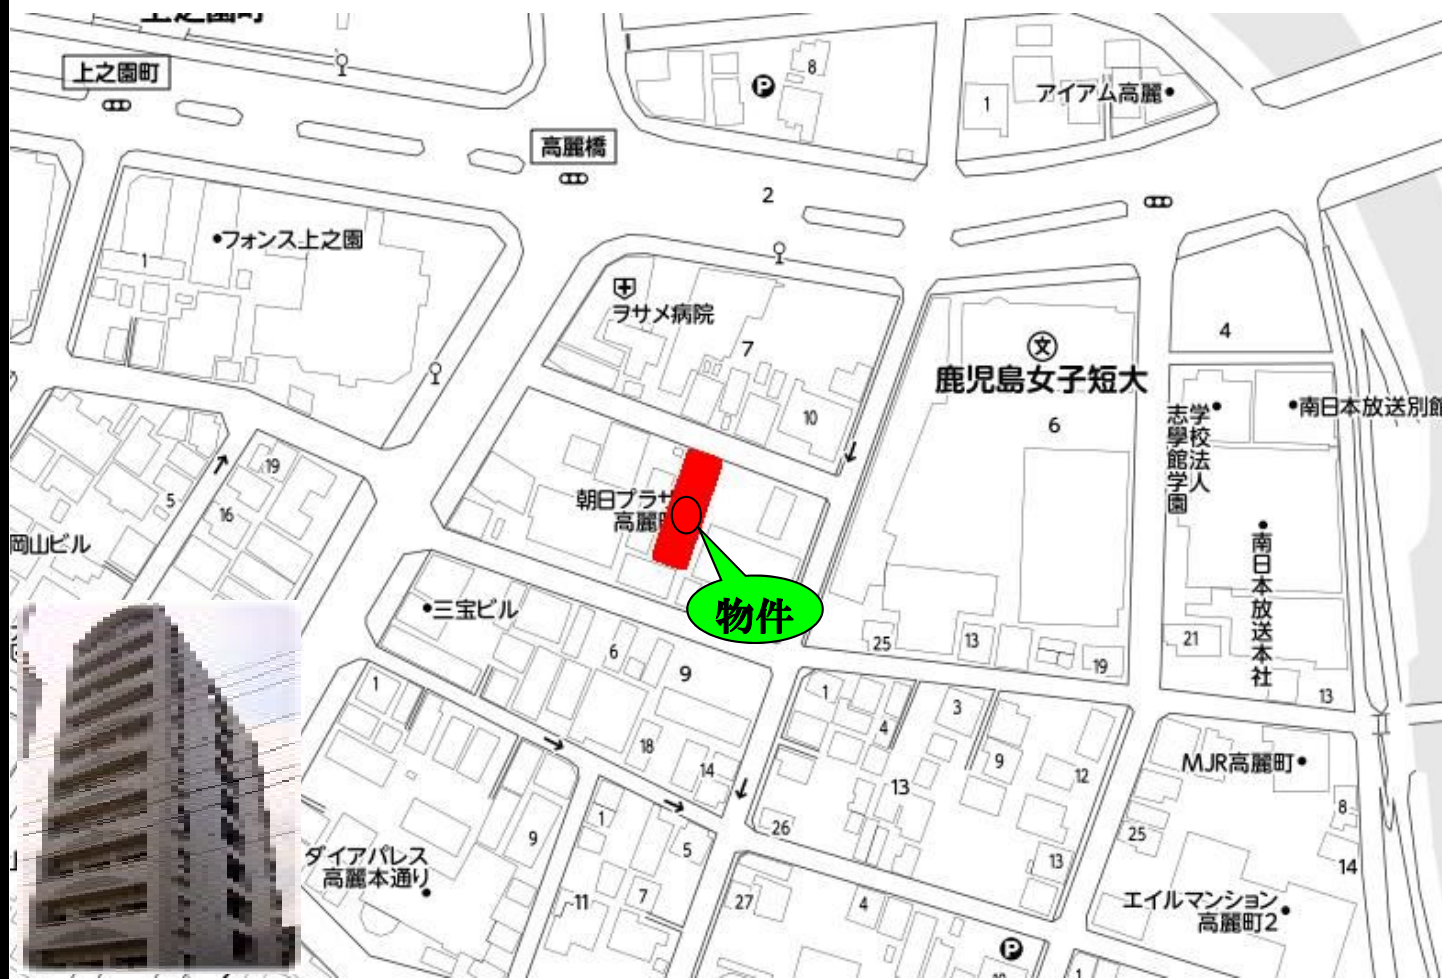 上之園町
上之園町
8
アイアム高麗
1
高麗橋
2
フォンス上之園
1
ヲサメ病院
7
4
鹿児島女子短大
6
学校法人
志學館学園
南日本放送別館
10
19
5
16
朝日プラザ
高麗町
岡山ビル
南日本放送本社
物件
三宝ビル
6
9
25
13
19
21
13
1
1
4
3
18
14
9
12
13
MJR高麗町
8
26
25
1
5
9
13
14
ダイアパレス
高麗本通り
11
7
27
4
エイルマンション
高麗町2
1